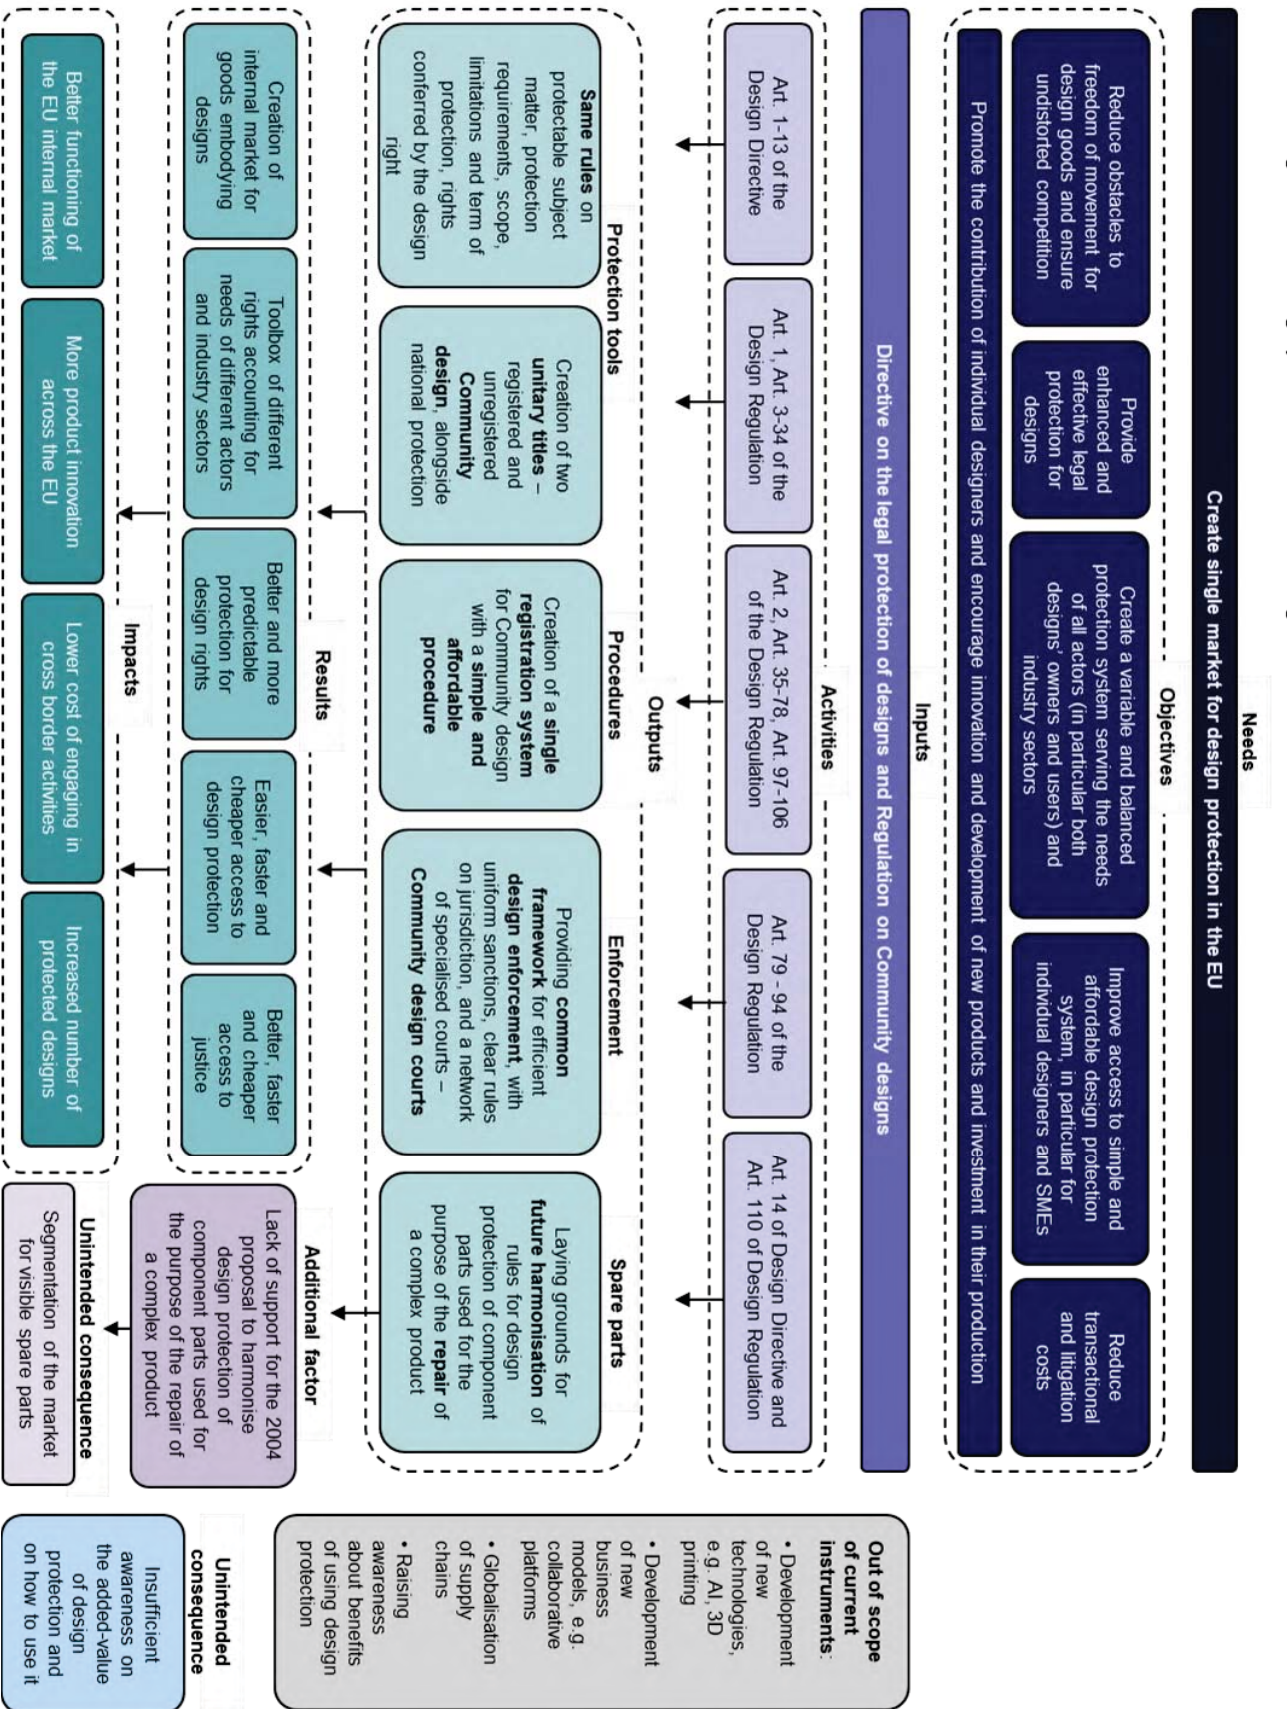 Needs
Create single market for design protection in the EU
Objectives
Reduce obstacles to
freedom of movement for
design goods and ensure
undistorted competition
Provide
enhanced and
effective legal
protection for
designs
Create a variable and balanced
protection system serving the needs
of all actors (in particular both
designs' owners and users) and
industry sectors
Improve access to simple and
affordable design protection
system, in particular for
individual designers and SMEs
Reduce
transactional
and litigation
costs
Promote the contribution of individual designers and encourage innovation and development of new products and investment in their production
Inputs
Directive on the legal protection of designs and Regulation on Community designs
Activities
Art. 1-13 of the
Design Directive
Art. 1, Art. 3-34 of the
Design Regulation
Art. 2, Art. 35-78, Art. 97-106
of the Design Regulation
Art. 79 - 94 of the
Design Regulation
Art. 14 of Design Directive and
Art. 110 of Design Regulation
Outputs
Protection tools
Procedures
Enforcement
Spare parts
Same rules on
protectable subject
matter, protection
requirements, scope,
limitations and term of
protection, rights
conferred by the design
right
Creation of two
unitary titles –
registered and
unregistered
Community
design, alongside
national protection
Creation of a single
registration system
for Community design
with a simple and
affordable
procedure
Providing common
framework for efficient
design enforcement, with
uniform sanctions, clear rules
on jurisdiction, and a network
of specialised courts –
Community design courts
Laying grounds for
future harmonisation of
rules for design
protection of component
parts used for the
purpose of the repair of
a complex product
Results
Creation of
internal market for
goods embodying
designs
Toolbox of different
rights accounting for
needs of different actors
and industry sectors
Better and more
predictable
protection for
design rights
Easier, faster and
cheaper access to
design protection
Better, faster
and cheaper
access to
justice
Additional factor
Lack of support for the 2004
proposal to harmonise
design protection of
component parts used for
the purpose of the repair of
a complex product
Impacts
Better functioning of
the EU internal market
More product innovation
across the EU
Lower cost of engaging in
cross border activities
Increased number of
protected designs
Unintended consequence
Segmentation of the market
for visible spare parts
Out of scope
of current
instruments:
• Development
of new
technologies,
e.g. AI, 3D
printing
• Development
of new
business
models, e.g.
collaborative
platforms
• Globalisation
of supply
chains
• Raising
awareness
about benefits
of using design
protection
Unintended
consequence
Insufficient
awareness on
the added-value
of design
protection and
on how to use it